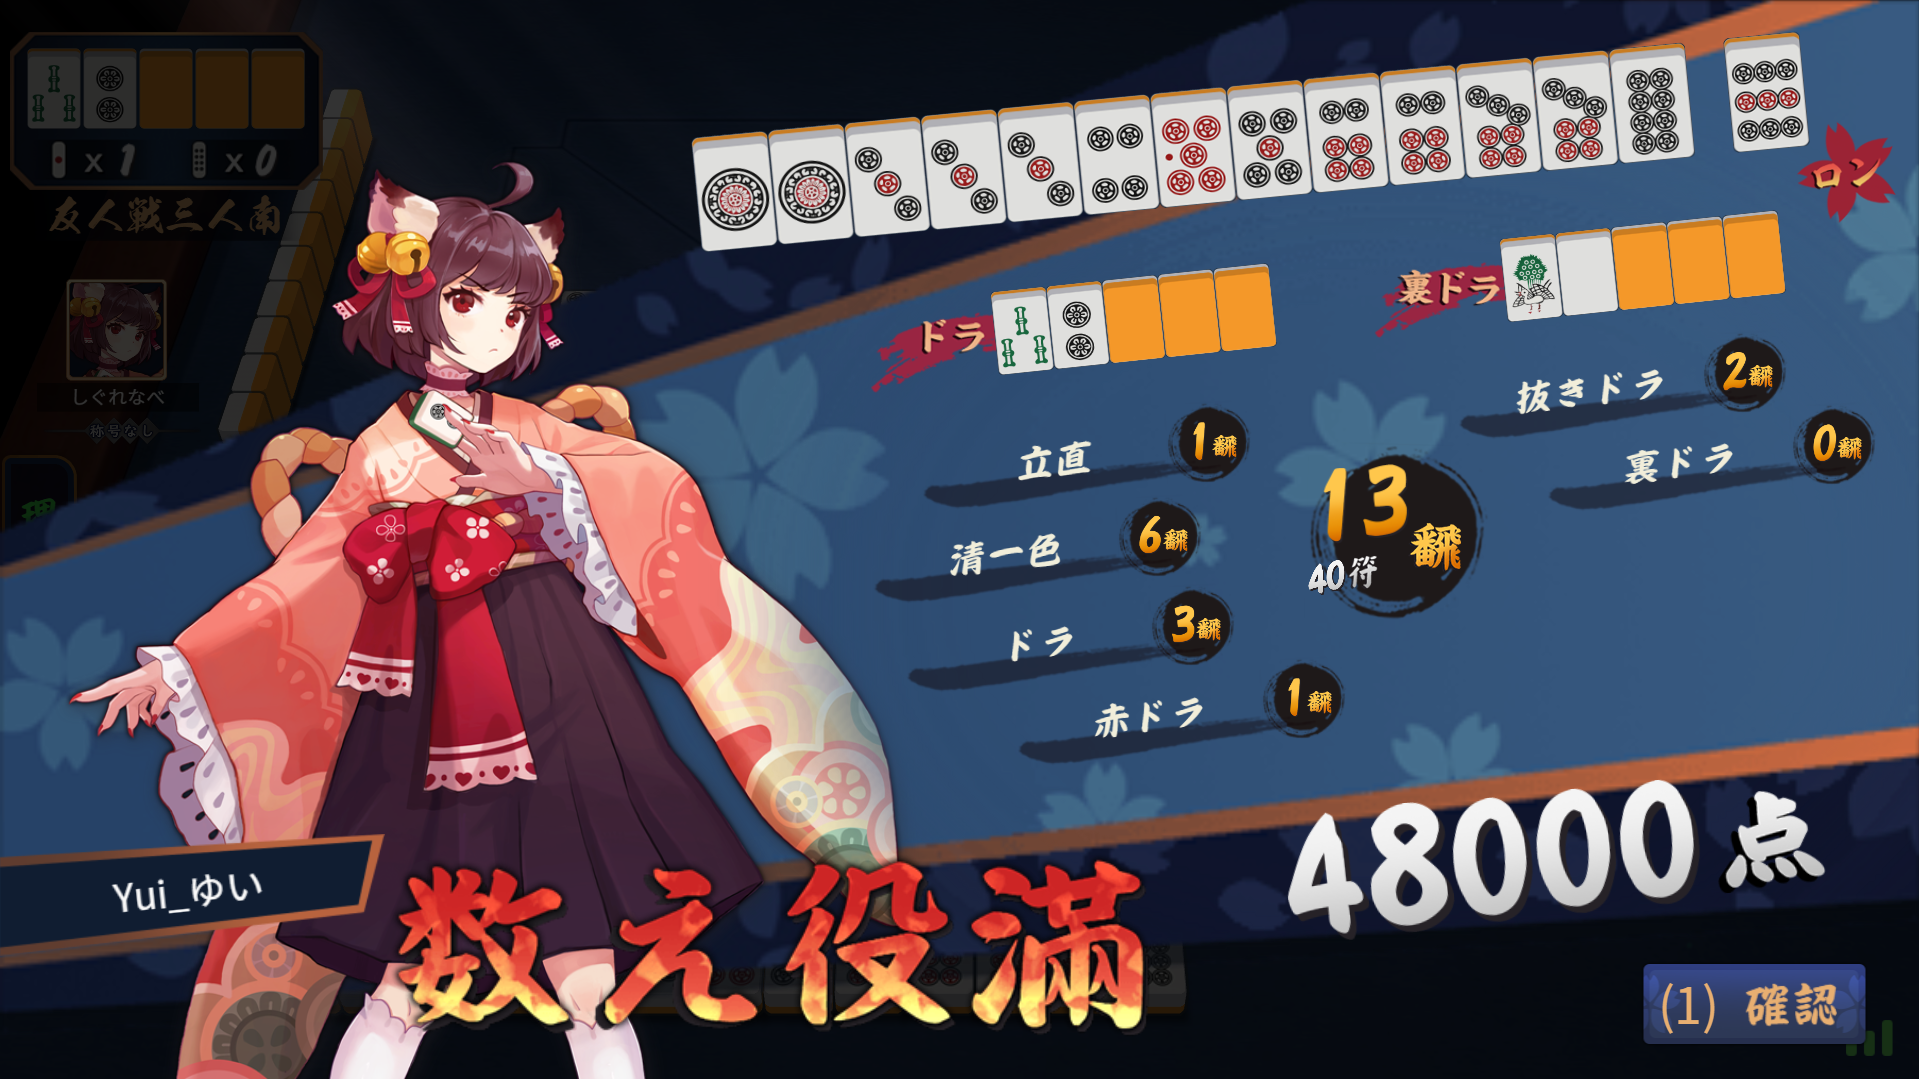 x 1 x 0
友人戦三人南
しぐれなべ
称号なし
ロン
ドラ
裏ドラ
立直 1翻
清一色 6翻
ドラ 3翻
赤ドラ 1翻
13翻
40符
抜きドラ 2翻
裏ドラ 0翻
Yui_ゆい
数え役満
48000点
(1) 確認